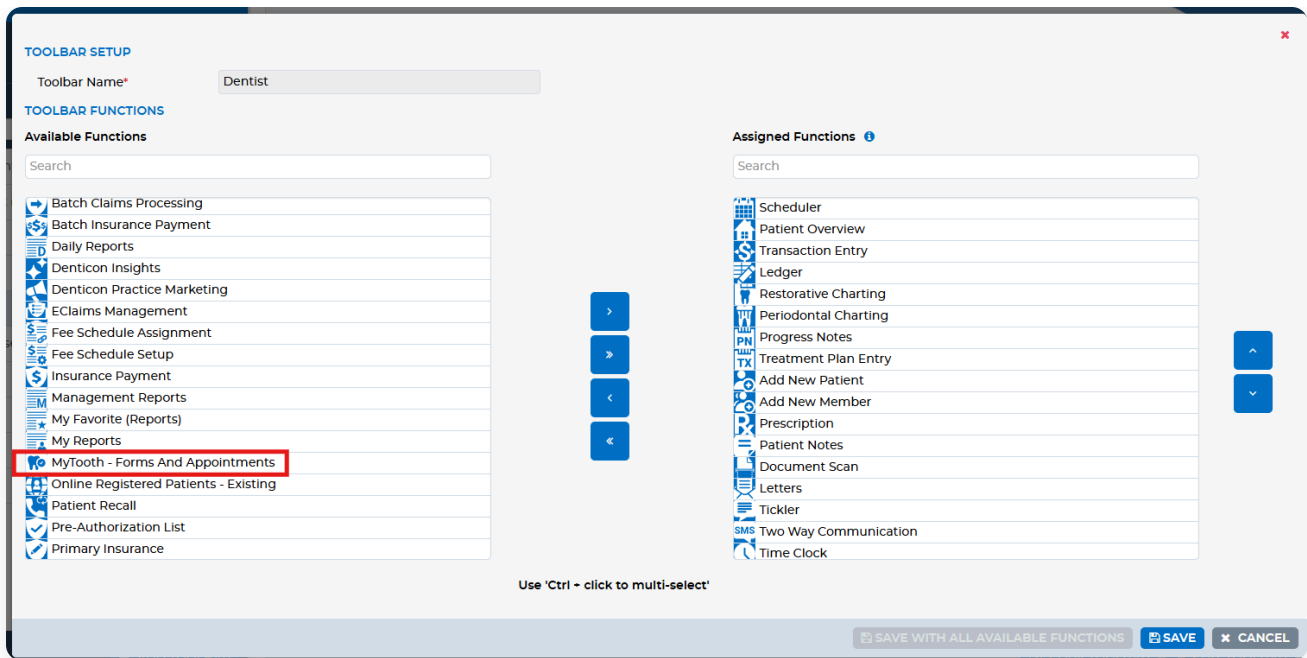 TOOLBAR SETUP
Toolbar Name*
Dentist
TOOLBAR FUNCTIONS
Available Functions
Search
Batch Claims Processing
Batch Insurance Payment
Daily Reports
Denticon Insights
Denticon Practice Marketing
EClaims Management
Fee Schedule Assignment
Fee Schedule Setup
Insurance Payment
Management Reports
My Favorite (Reports)
My Reports
MyTooth - Forms And Appointments
Online Registered Patients - Existing
Patient Recall
Pre-Authorization List
Primary Insurance
Assigned Functions
Search
Scheduler
Patient Overview
Transaction Entry
Ledger
Restorative Charting
Periodontal Charting
PN Progress Notes
TX Treatment Plan Entry
Add New Patient
Add New Member
Prescription
Patient Notes
Document Scan
Letters
Tickler
SMS Two Way Communication
Time Clock
Use 'Ctrl + click to multi-select'
SAVE WITH ALL AVAILABLE FUNCTIONS
SAVE
CANCEL